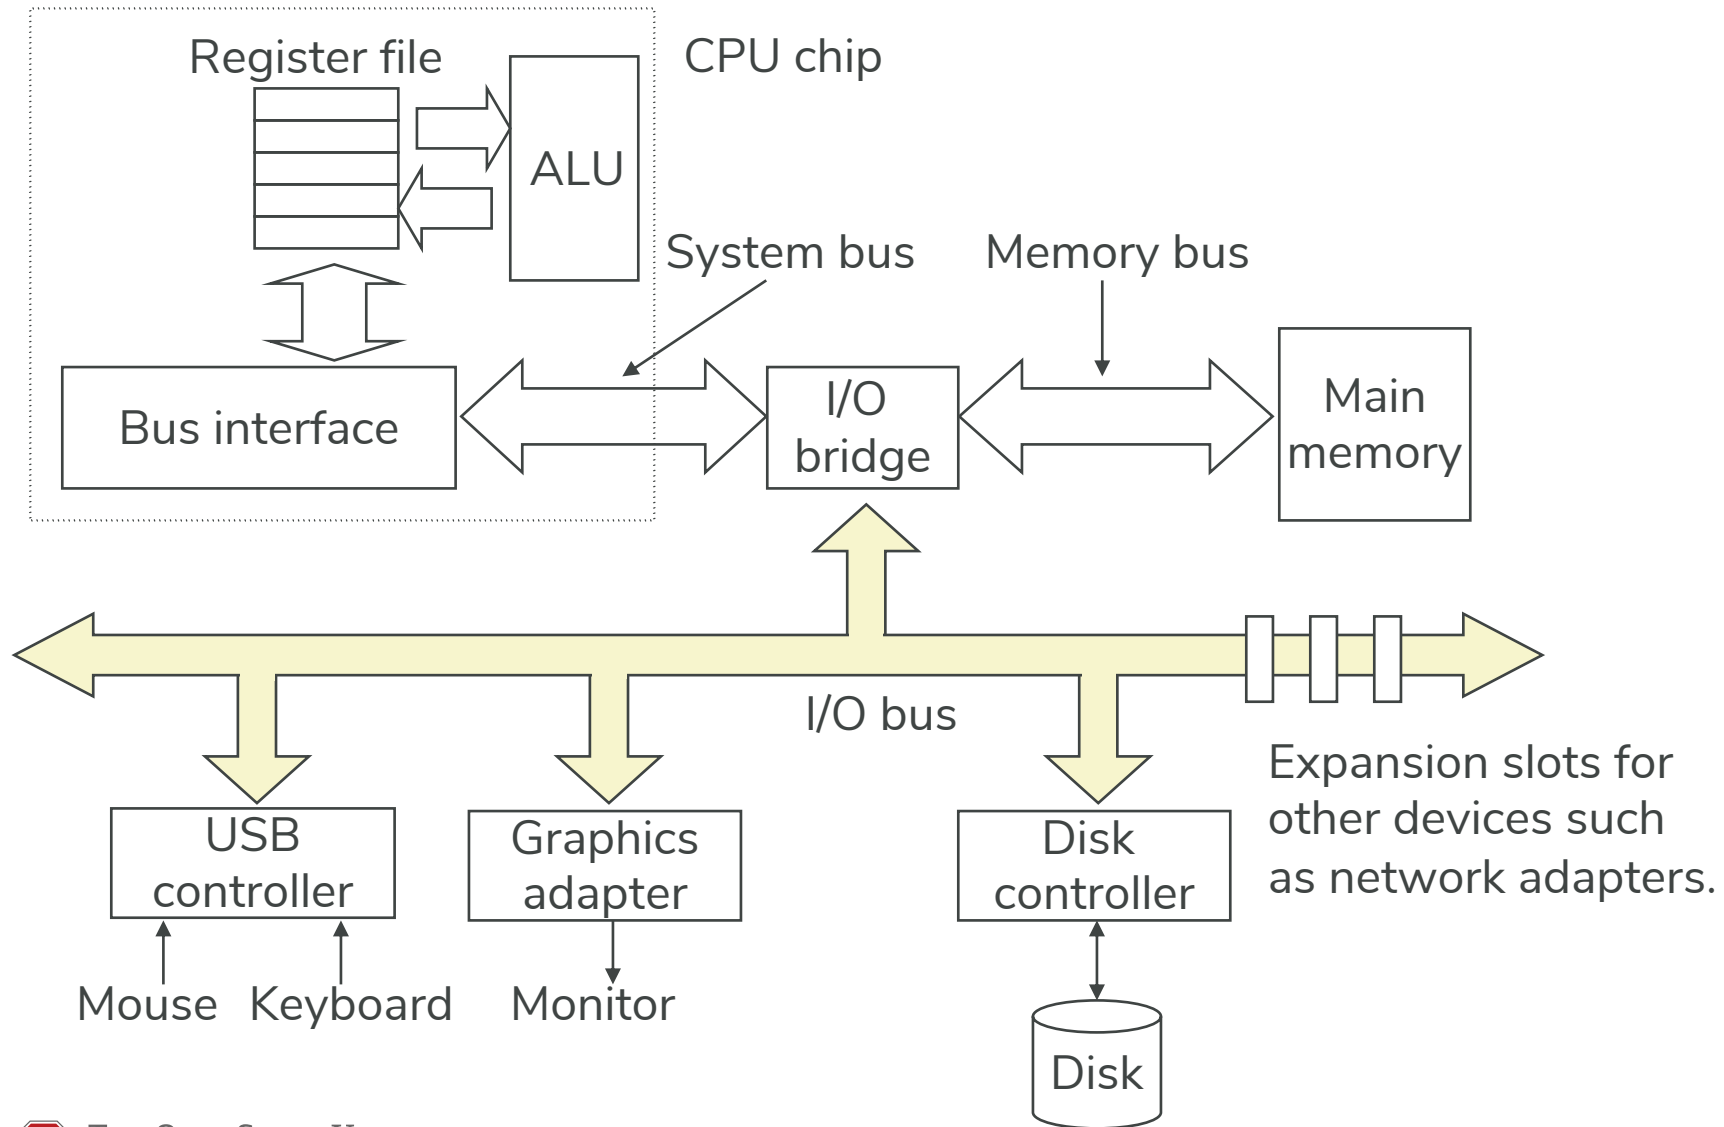 Register file
CPU chip
ALU
System bus
Memory bus
Bus interface
I/O
bridge
Main
memory
I/O bus
Expansion slots for
other devices such
as network adapters.
USB
controller
Graphics
adapter
Disk
controller
Mouse
Keyboard
Monitor
Disk